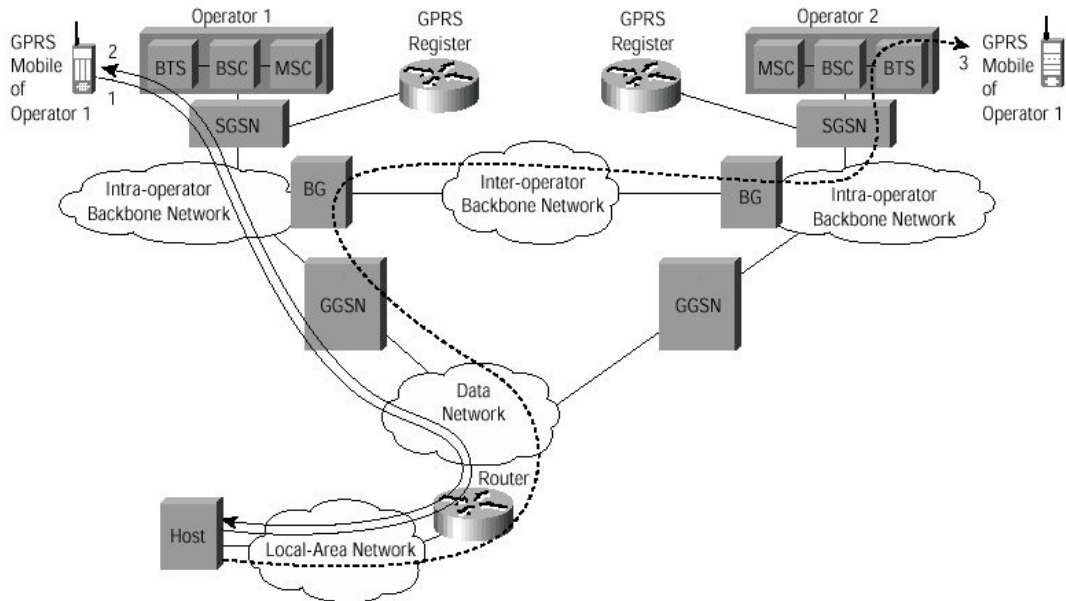 Operator 1
GPRS
Register
GPRS
Register
Operator 2
GPRS
Mobile
of
Operator 1
2
1
BTS
BSC
MSC
MSC
BSC
BTS
3
GPRS
Mobile
of
Operator 1
SGSN
SGSN
Intra-operator
Backbone Network
BG
Inter-operator
Backbone Network
BG
Intra-operator
Backbone Network
GGSN
GGSN
Data
Network
Router
Host
Local-Area Network